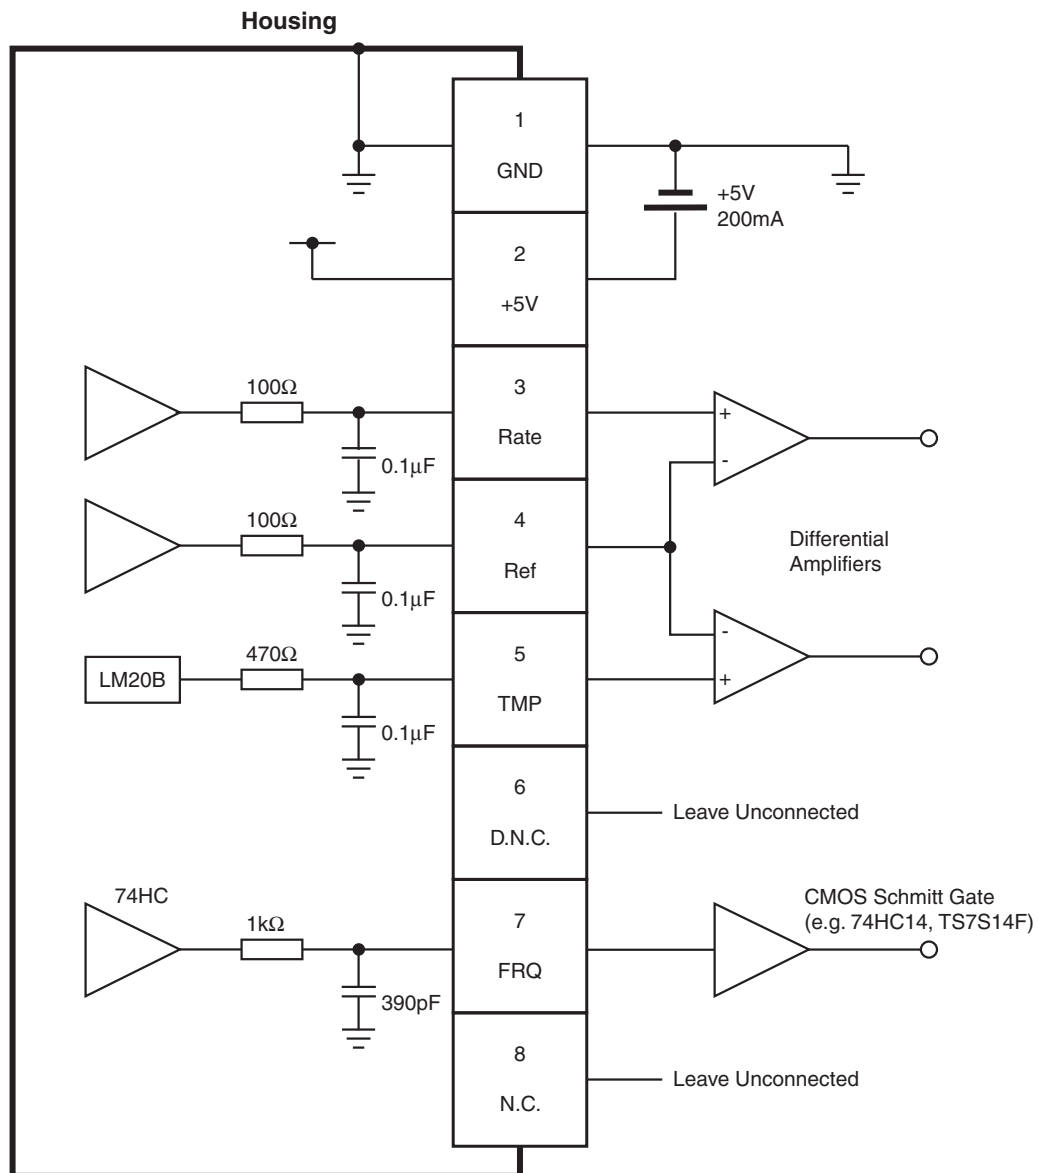 Housing
1
GND
+5V
200mA
2
+5V
100Ω
0.1μF
3
Rate
+
-
100Ω
0.1μF
4
Ref
Differential
Amplifiers
LM20B
470Ω
0.1μF
5
TMP
-
+
6
D.N.C.
Leave Unconnected
74HC
1kΩ
390pF
7
FRQ
CMOS Schmitt Gate
(e.g. 74HC14, TS7S14F)
8
N.C.
Leave Unconnected